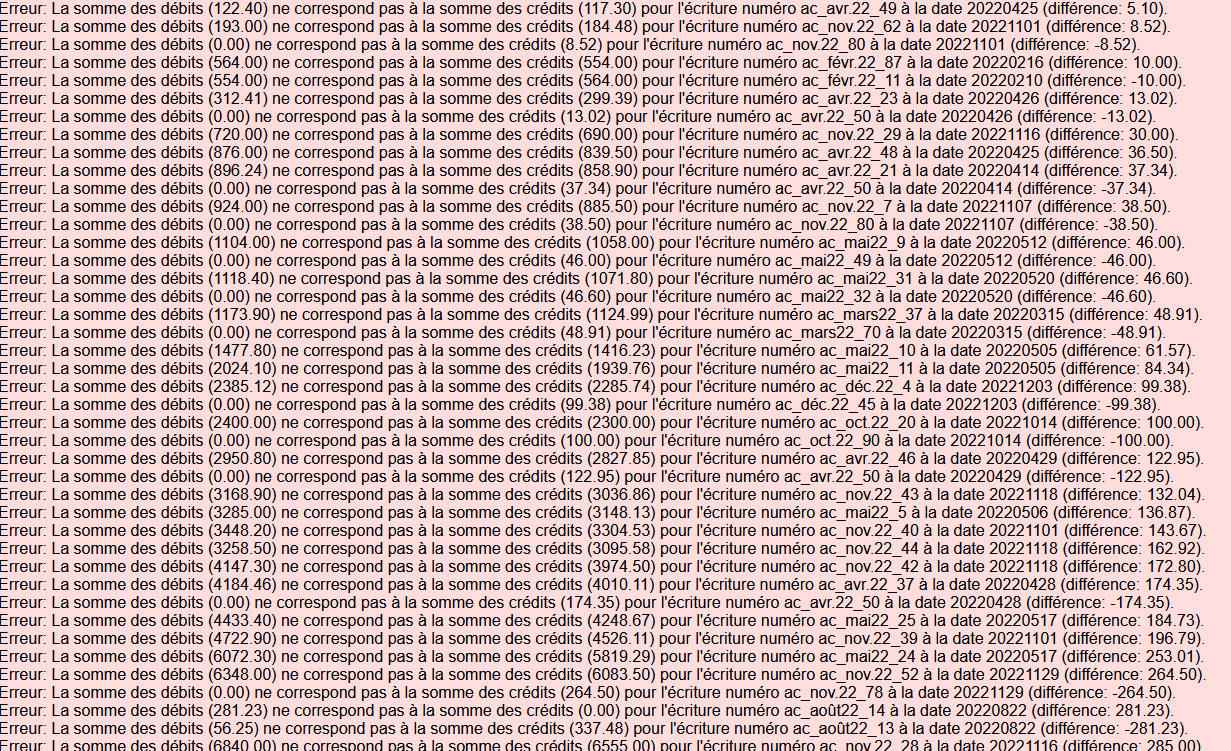 Erreur: La somme des débits (122.40) ne correspond pas à la somme des crédits (117.30) pour l'écriture numéro ac_avr.22_49 à la date 20220425 (différence: 5.10).
Erreur: La somme des débits (193.00) ne correspond pas à la somme des crédits (184.48) pour l'écriture numéro ac_nov.22_62 à la date 20221101 (différence: 8.52).
Erreur: La somme des débits (0.00) ne correspond pas à la somme des crédits (8.52) pour l'écriture numéro ac_nov.22_80 à la date 20221101 (différence: -8.52).
Erreur: La somme des débits (564.00) ne correspond pas à la somme des crédits (554.00) pour l'écriture numéro ac_févr.22_87 à la date 20220216 (différence: 10.00).
Erreur: La somme des débits (554.00) ne correspond pas à la somme des crédits (564.00) pour l'écriture numéro ac_févr.22_11 à la date 20220210 (différence: -10.00).
Erreur: La somme des débits (312.41) ne correspond pas à la somme des crédits (299.39) pour l'écriture numéro ac_avr.22_23 à la date 20220426 (différence: 13.02).
Erreur: La somme des débits (0.00) ne correspond pas à la somme des crédits (13.02) pour l'écriture numéro ac_avr.22_50 à la date 20220426 (différence: -13.02).
Erreur: La somme des débits (720.00) ne correspond pas à la somme des crédits (690.00) pour l'écriture numéro ac_nov.22_29 à la date 20221116 (différence: 30.00).
Erreur: La somme des débits (876.00) ne correspond pas à la somme des crédits (839.50) pour l'écriture numéro ac_avr.22_48 à la date 20220425 (différence: 36.50).
Erreur: La somme des débits (896.24) ne correspond pas à la somme des crédits (858.90) pour l'écriture numéro ac_avr.22_21 à la date 20220414 (différence: 37.34).
Erreur: La somme des débits (0.00) ne correspond pas à la somme des crédits (37.34) pour l'écriture numéro ac_avr.22_50 à la date 20220414 (différence: -37.34).
Erreur: La somme des débits (924.00) ne correspond pas à la somme des crédits (885.50) pour l'écriture numéro ac_nov.22_7 à la date 20221107 (différence: 38.50).
Erreur: La somme des débits (0.00) ne correspond pas à la somme des crédits (38.50) pour l'écriture numéro ac_nov.22_80 à la date 20221107 (différence: -38.50).
Erreur: La somme des débits (1104.00) ne correspond pas à la somme des crédits (1058.00) pour l'écriture numéro ac_mai22_9 à la date 20220512 (différence: 46.00).
Erreur: La somme des débits (0.00) ne correspond pas à la somme des crédits (46.00) pour l'écriture numéro ac_mai22_49 à la date 20220512 (différence: -46.00).
Erreur: La somme des débits (1118.40) ne correspond pas à la somme des crédits (1071.80) pour l'écriture numéro ac_mai22_31 à la date 20220520 (différence: 46.60).
Erreur: La somme des débits (0.00) ne correspond pas à la somme des crédits (46.60) pour l'écriture numéro ac_mai22_32 à la date 20220520 (différence: -46.60).
Erreur: La somme des débits (1173.90) ne correspond pas à la somme des crédits (1124.99) pour l'écriture numéro ac_mars22_37 à la date 20220315 (différence: 48.91).
Erreur: La somme des débits (0.00) ne correspond pas à la somme des crédits (48.91) pour l'écriture numéro ac_mars22_70 à la date 20220315 (différence: -48.91).
Erreur: La somme des débits (1477.80) ne correspond pas à la somme des crédits (1416.23) pour l'écriture numéro ac_mai22_10 à la date 20220505 (différence: 61.57).
Erreur: La somme des débits (2024.10) ne correspond pas à la somme des crédits (1939.76) pour l'écriture numéro ac_mai22_11 à la date 20220505 (différence: 84.34).
Erreur: La somme des débits (2385.12) ne correspond pas à la somme des crédits (2285.74) pour l'écriture numéro ac_déc.22_4 à la date 20221203 (différence: 99.38).
Erreur: La somme des débits (0.00) ne correspond pas à la somme des crédits (99.38) pour l'écriture numéro ac_déc.22_45 à la date 20221203 (différence: -99.38).
Erreur: La somme des débits (2400.00) ne correspond pas à la somme des crédits (2300.00) pour l'écriture numéro ac_oct.22_20 à la date 20221014 (différence: 100.00).
Erreur: La somme des débits (0.00) ne correspond pas à la somme des crédits (100.00) pour l'écriture numéro ac_oct.22_90 à la date 20221014 (différence: -100.00).
Erreur: La somme des débits (2950.80) ne correspond pas à la somme des crédits (2827.85) pour l'écriture numéro ac_avr.22_46 à la date 20220429 (différence: 122.95).
Erreur: La somme des débits (0.00) ne correspond pas à la somme des crédits (122.95) pour l'écriture numéro ac_avr.22_50 à la date 20220429 (différence: -122.95).
Erreur: La somme des débits (3168.90) ne correspond pas à la somme des crédits (3036.86) pour l'écriture numéro ac_nov.22_43 à la date 20221118 (différence: 132.04).
Erreur: La somme des débits (3285.00) ne correspond pas à la somme des crédits (3148.13) pour l'écriture numéro ac_mai22_5 à la date 20220506 (différence: 136.87).
Erreur: La somme des débits (3448.20) ne correspond pas à la somme des crédits (3304.53) pour l'écriture numéro ac_nov.22_40 à la date 20221101 (différence: 143.67).
Erreur: La somme des débits (3258.50) ne correspond pas à la somme des crédits (3095.58) pour l'écriture numéro ac_nov.22_44 à la date 20221118 (différence: 162.92).
Erreur: La somme des débits (4147.30) ne correspond pas à la somme des crédits (3974.50) pour l'écriture numéro ac_nov.22_42 à la date 20221118 (différence: 172.80).
Erreur: La somme des débits (4184.46) ne correspond pas à la somme des crédits (4010.11) pour l'écriture numéro ac_avr.22_37 à la date 20220428 (différence: 174.35).
Erreur: La somme des débits (0.00) ne correspond pas à la somme des crédits (174.35) pour l'écriture numéro ac_avr.22_50 à la date 20220428 (différence: -174.35).
Erreur: La somme des débits (4433.40) ne correspond pas à la somme des crédits (4248.67) pour l'écriture numéro ac_mai22_25 à la date 20220517 (différence: 184.73).
Erreur: La somme des débits (4722.90) ne correspond pas à la somme des crédits (4526.11) pour l'écriture numéro ac_nov.22_39 à la date 20221101 (différence: 196.79).
Erreur: La somme des débits (6072.30) ne correspond pas à la somme des crédits (5819.29) pour l'écriture numéro ac_mai22_24 à la date 20220517 (différence: 253.01).
Erreur: La somme des débits (6348.00) ne correspond pas à la somme des crédits (6083.50) pour l'écriture numéro ac_nov.22_52 à la date 20221129 (différence: 264.50).
Erreur: La somme des débits (0.00) ne correspond pas à la somme des crédits (264.50) pour l'écriture numéro ac_nov.22_78 à la date 20221129 (différence: -264.50).
Erreur: La somme des débits (281.23) ne correspond pas à la somme des crédits (0.00) pour l'écriture numéro ac_août22_14 à la date 20220822 (différence: 281.23).
Erreur: La somme des débits (56.25) ne correspond pas à la somme des crédits (337.48) pour l'écriture numéro ac_août22_13 à la date 20220822 (différence: -281.23).
Erreur: La somme des débits (6840.00) ne correspond pas à la somme des crédits (6555.00) pour l'écriture numéro ac_nov.22_28 à la date 20221116 (différence: 285.00).